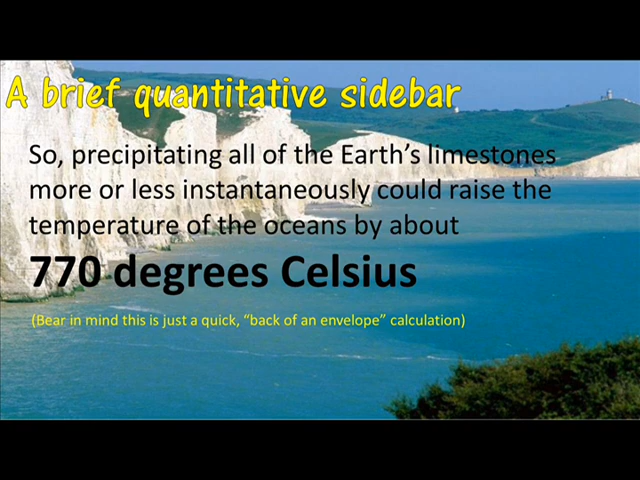 A brief quantitative sidebar
So, precipitating all of the Earth's limestones
more or less instantaneously could raise the
temperature of the oceans by about
770 degrees Celsius
(Bear in mind this is just a quick, “back of an envelope” calculation)